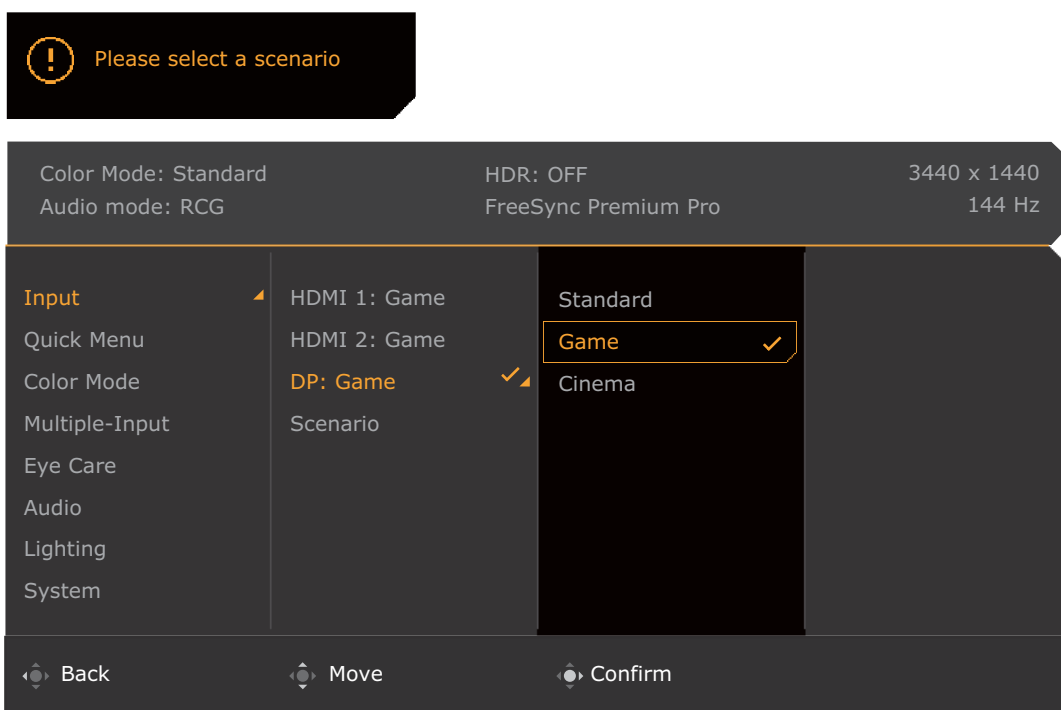 Please select a scenario
Color Mode: Standard
HDR: OFF
3440 x 1440
Audio mode: RCG
FreeSync Premium Pro
144 Hz
Input
HDMI 1: Game
Standard
Quick Menu
HDMI 2: Game
Game
Color Mode
DP: Game
Cinema
Multiple-Input
Scenario
Eye Care
Audio
Lighting
System
Back
Move
Confirm